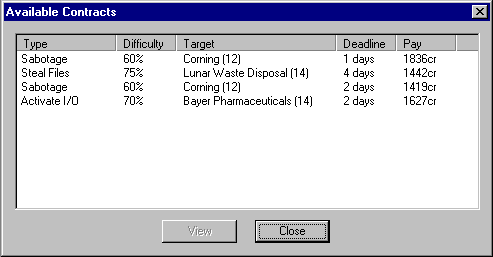 Available Contracts
Type Difficulty Target Deadline Pay
Sabotage 60% Corning (12) 1 days 1836cr
Steal Files 75% Lunar Waste Disposal (14) 4 days 1442cr
Sabotage 60% Corning (12) 2 days 1419cr
Activate I/O 70% Bayer Pharmaceuticals (14) 2 days 1627cr
View Close